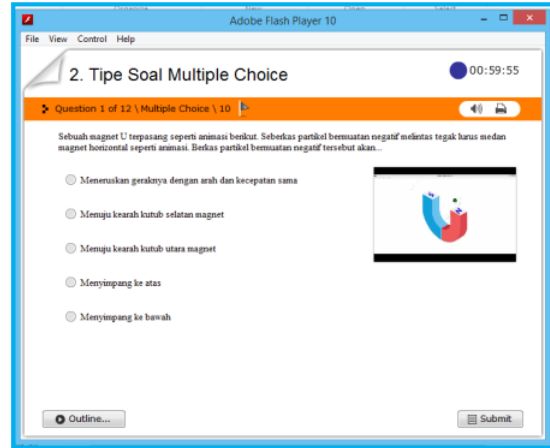 Adobe Flash Player 10
File View Control Help
2. Tipe Soal Multiple Choice
00:59:55
Question 1 of 12 \ Multiple Choice \ 10
Sebuah magnet U terpasang seperti animasi berikut. Seberkas partikel bermuatan negatif melintas tegak lurus medan
magnet horizontal seperti animasi. Berkas partikel bermuatan negatif tersebut akan...
Meneruskan geraknya dengan arah dan kecepatan sama
Menuju kearah kutub selatan magnet
Menuju kearah kutub utara magnet
Menyimpang ke atas
Menyimpang ke bawah
Outline...
Submit